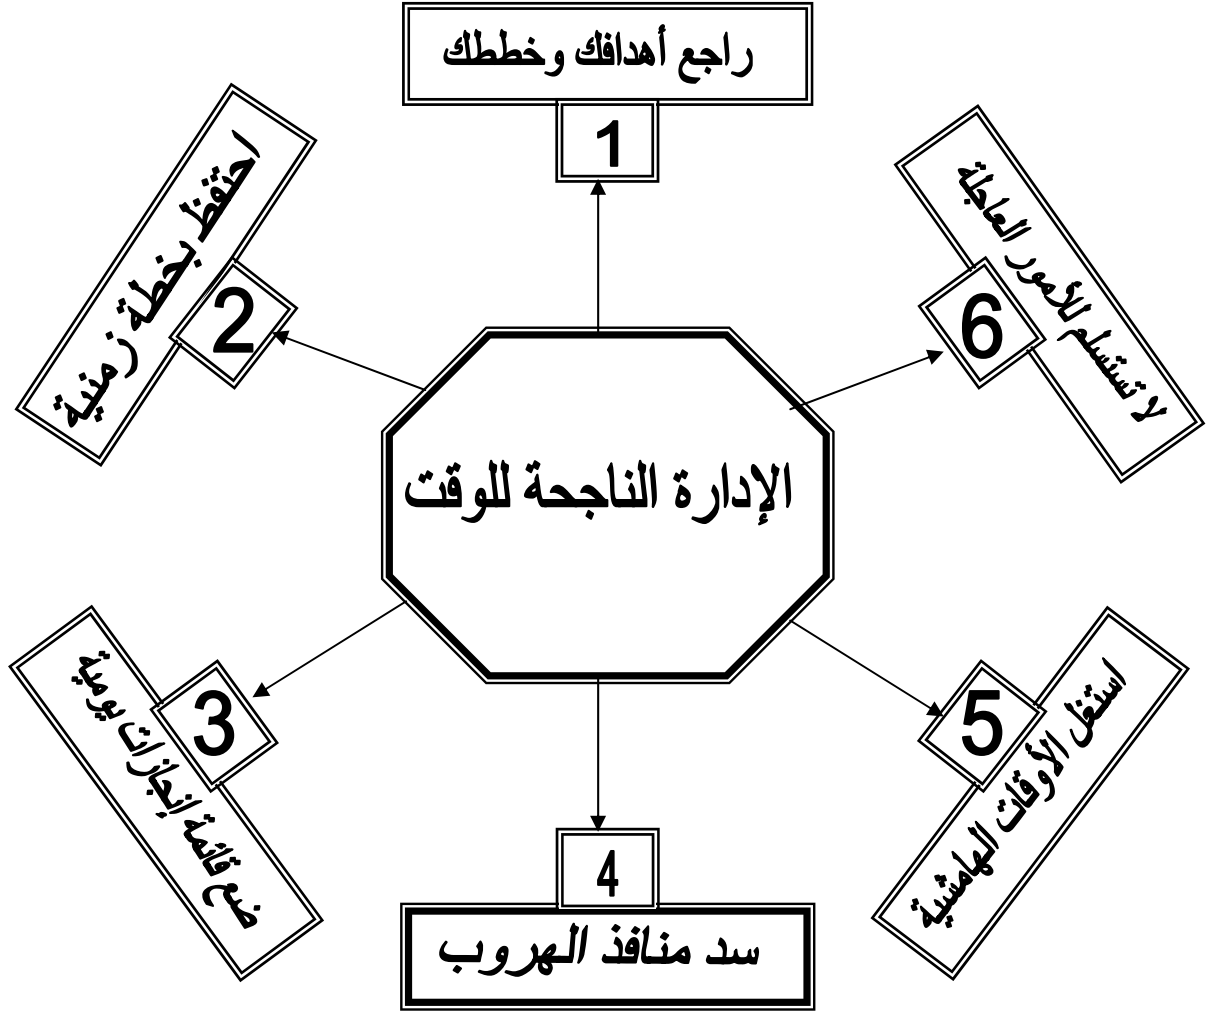 راجع أهدافك وخططك
1
احتفظ بخطة زمنية
2
ضع قائمة إنجازات يومية
3
سد منافذ الهروب
4
استغل الأوقات الهامشية
5
لا تستسلم للأمور العاجلة
6
الإدارة الناجحة للوقت